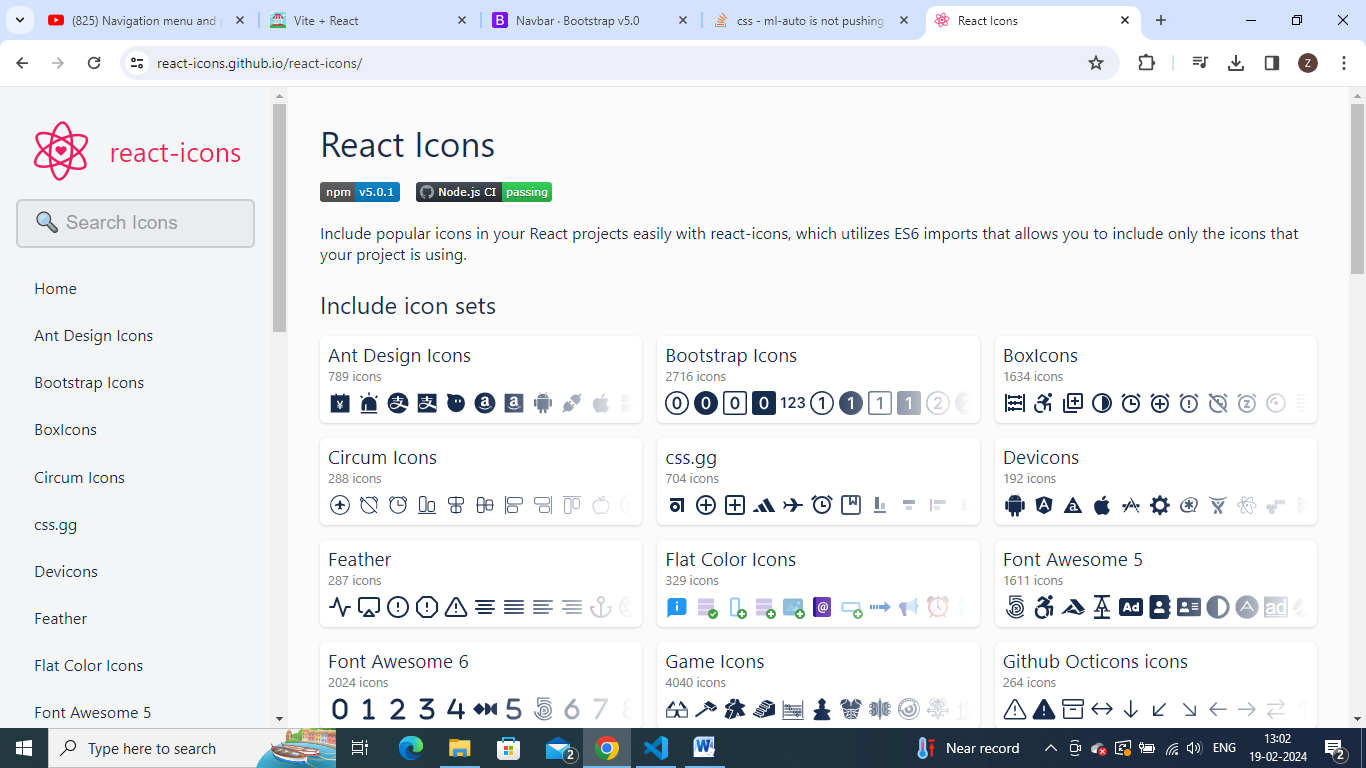 (825) Navigation menu and
Vite + React
Navbar · Bootstrap v5.0
css - ml-auto is not pushing
React Icons
react-icons.github.io/react-icons/
Z
react-icons
Search Icons
Home
Ant Design Icons
Bootstrap Icons
BoxIcons
Circum Icons
css.gg
Devicons
Feather
Flat Color Icons
Font Awesome 5
React Icons
npm v5.0.1
Node.js CI passing
Include popular icons in your React projects easily with react-icons, which utilizes ES6 imports that allows you to include only the icons that
your project is using.
Include icon sets
Ant Design Icons
789 icons
Bootstrap Icons
2716 icons
0 0 0 0 123 1 1 1 1 2
BoxIcons
1634 icons
Circum Icons
288 icons
css.gg
704 icons
Devicons
192 icons
Feather
287 icons
Flat Color Icons
329 icons
Font Awesome 5
1611 icons
Ad ad
Font Awesome 6
2024 icons
0 1 2 3 4 5 6 7 8
Game Icons
4040 icons
Github Octicons icons
264 icons
Type here to search
2
Near record
ENG
13:02
19-02-2024
2